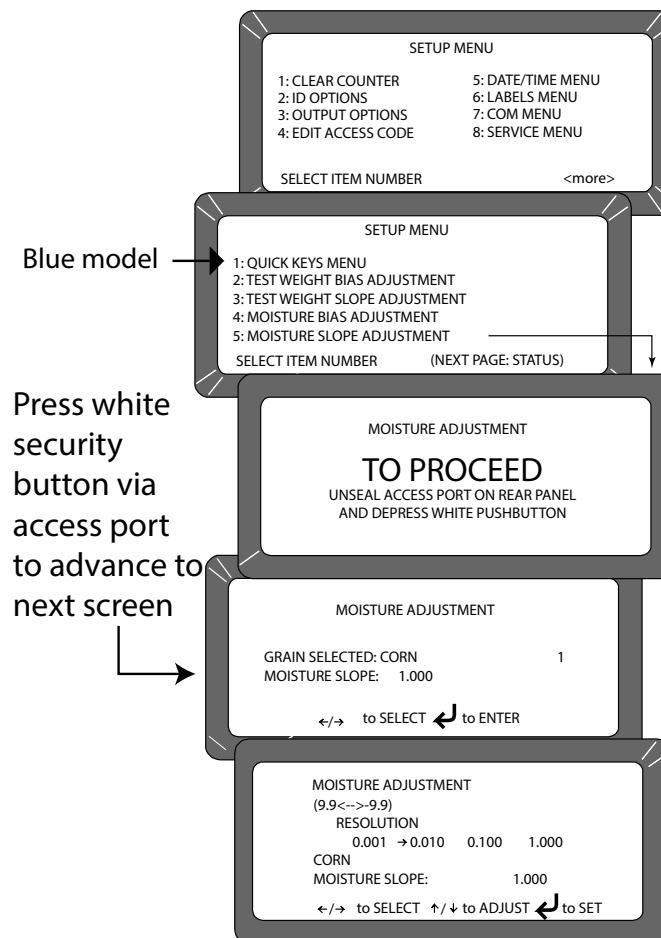 SETUP MENU
1: CLEAR COUNTER 5: DATE/TIME MENU
2: ID OPTIONS 6: LABELS MENU
3: OUTPUT OPTIONS 7: COM MENU
4: EDIT ACCESS CODE 8: SERVICE MENU
SELECT ITEM NUMBER <more>
Blue model
SETUP MENU
1: QUICK KEYS MENU
2: TEST WEIGHT BIAS ADJUSTMENT
3: TEST WEIGHT SLOPE ADJUSTMENT
4: MOISTURE BIAS ADJUSTMENT
5: MOISTURE SLOPE ADJUSTMENT
SELECT ITEM NUMBER (NEXT PAGE: STATUS)
Press white
security
button via
access port
to advance to
next screen
MOISTURE ADJUSTMENT
TO PROCEED
UNSEAL ACCESS PORT ON REAR PANEL
AND DEPRESS WHITE PUSHBUTTON
MOISTURE ADJUSTMENT
GRAIN SELECTED: CORN 1
MOISTURE SLOPE: 1.000
←/→ to SELECT ↵ to ENTER
MOISTURE ADJUSTMENT
(9.9<-->-9.9)
RESOLUTION
0.001 →0.010 0.100 1.000
CORN
MOISTURE SLOPE: 1.000
←/→ to SELECT ↑/↓ to ADJUST ↵ to SET